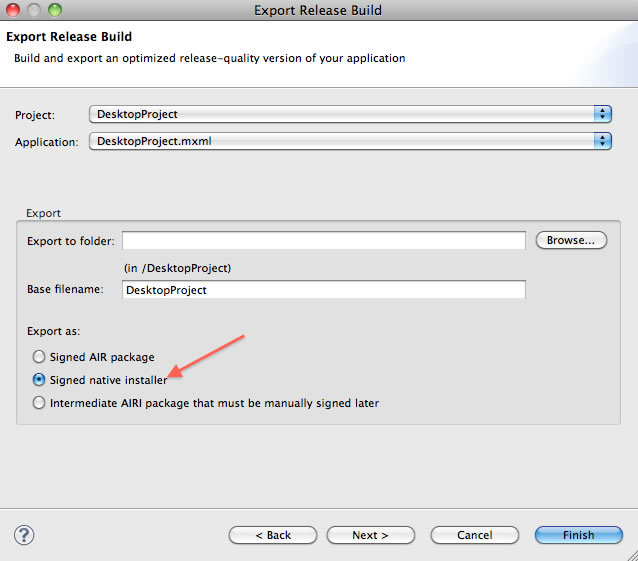 Export Release Build
Export Release Build
Build and export an optimized release-quality version of your application
Project: DesktopProject
Application: DesktopProject.mxml
Export
Export to folder: Browse...
(in /DesktopProject)
Base filename: DesktopProject
Export as:
Signed AIR package
Signed native installer
Intermediate AIRI package that must be manually signed later
? < Back Next > Cancel Finish